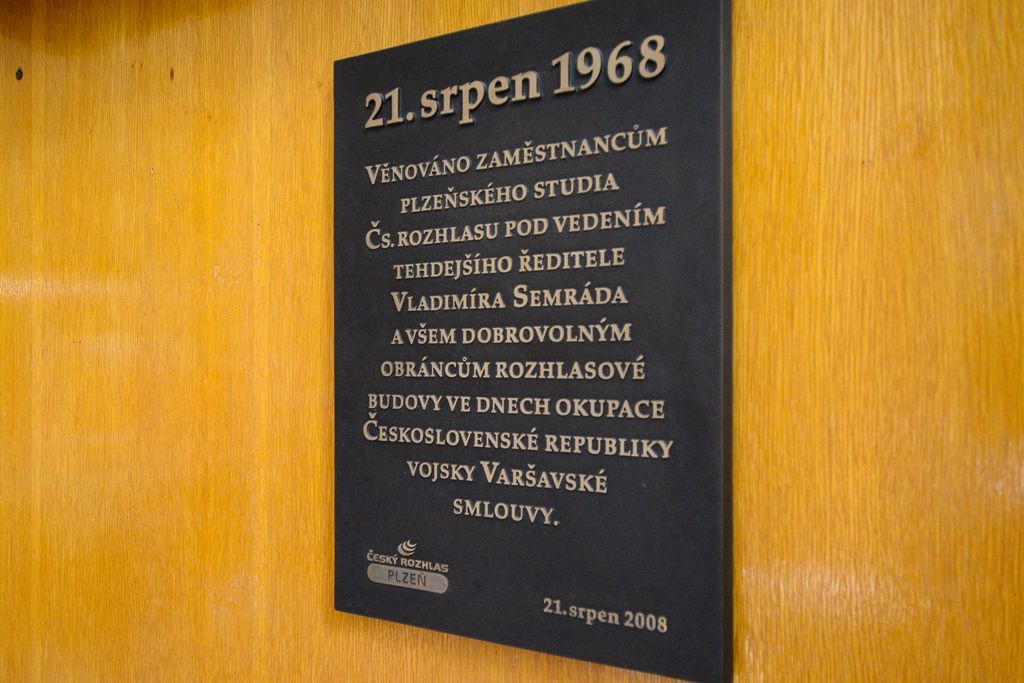 21. srpen 1968
VĚNOVÁNO ZAMĚSTNANCŮM
PLZEŇSKÉHO STUDIA
ČS. ROZHLASU POD VEDENÍM
TEHDEJŠÍHO ŘEDITELE
VLADIMÍRA SEMRÁDA
A VŠEM DOBROVOLNÝM
OBRÁNCŮM ROZHLASOVÉ
BUDOVY VE DNECH OKUPACE
ČESKOSLOVENSKÉ REPUBLIKY
VOJSKY VARŠAVSKÉ
SMLOUVY.
ČESKÝ ROZHLAS
PLZEŇ
21. srpen 2008